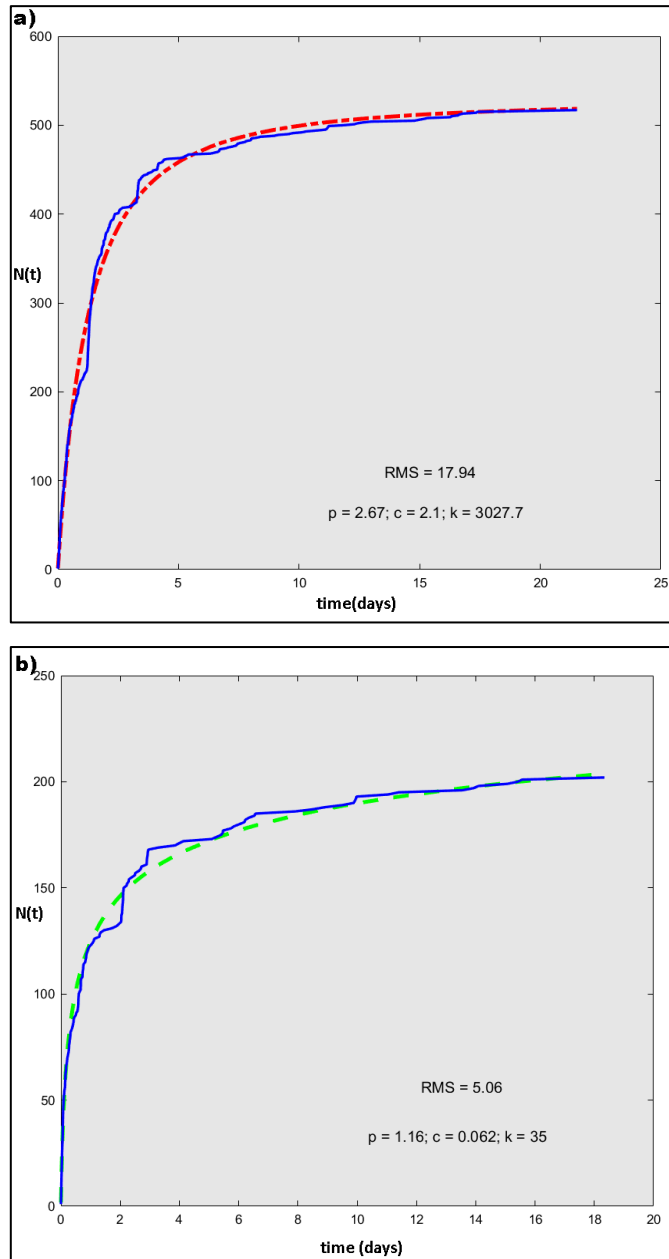 a)
600
500
400
N(t)
300
200
100
0
RMS = 17.94
p = 2.67; c = 2.1; k = 3027.7
0 5 10 15 20 25
time(days)
b)
250
200
150
N(t)
100
50
0
RMS = 5.06
p = 1.16; c = 0.062; k = 35
0 2 4 6 8 10 12 14 16 18 20
time (days)